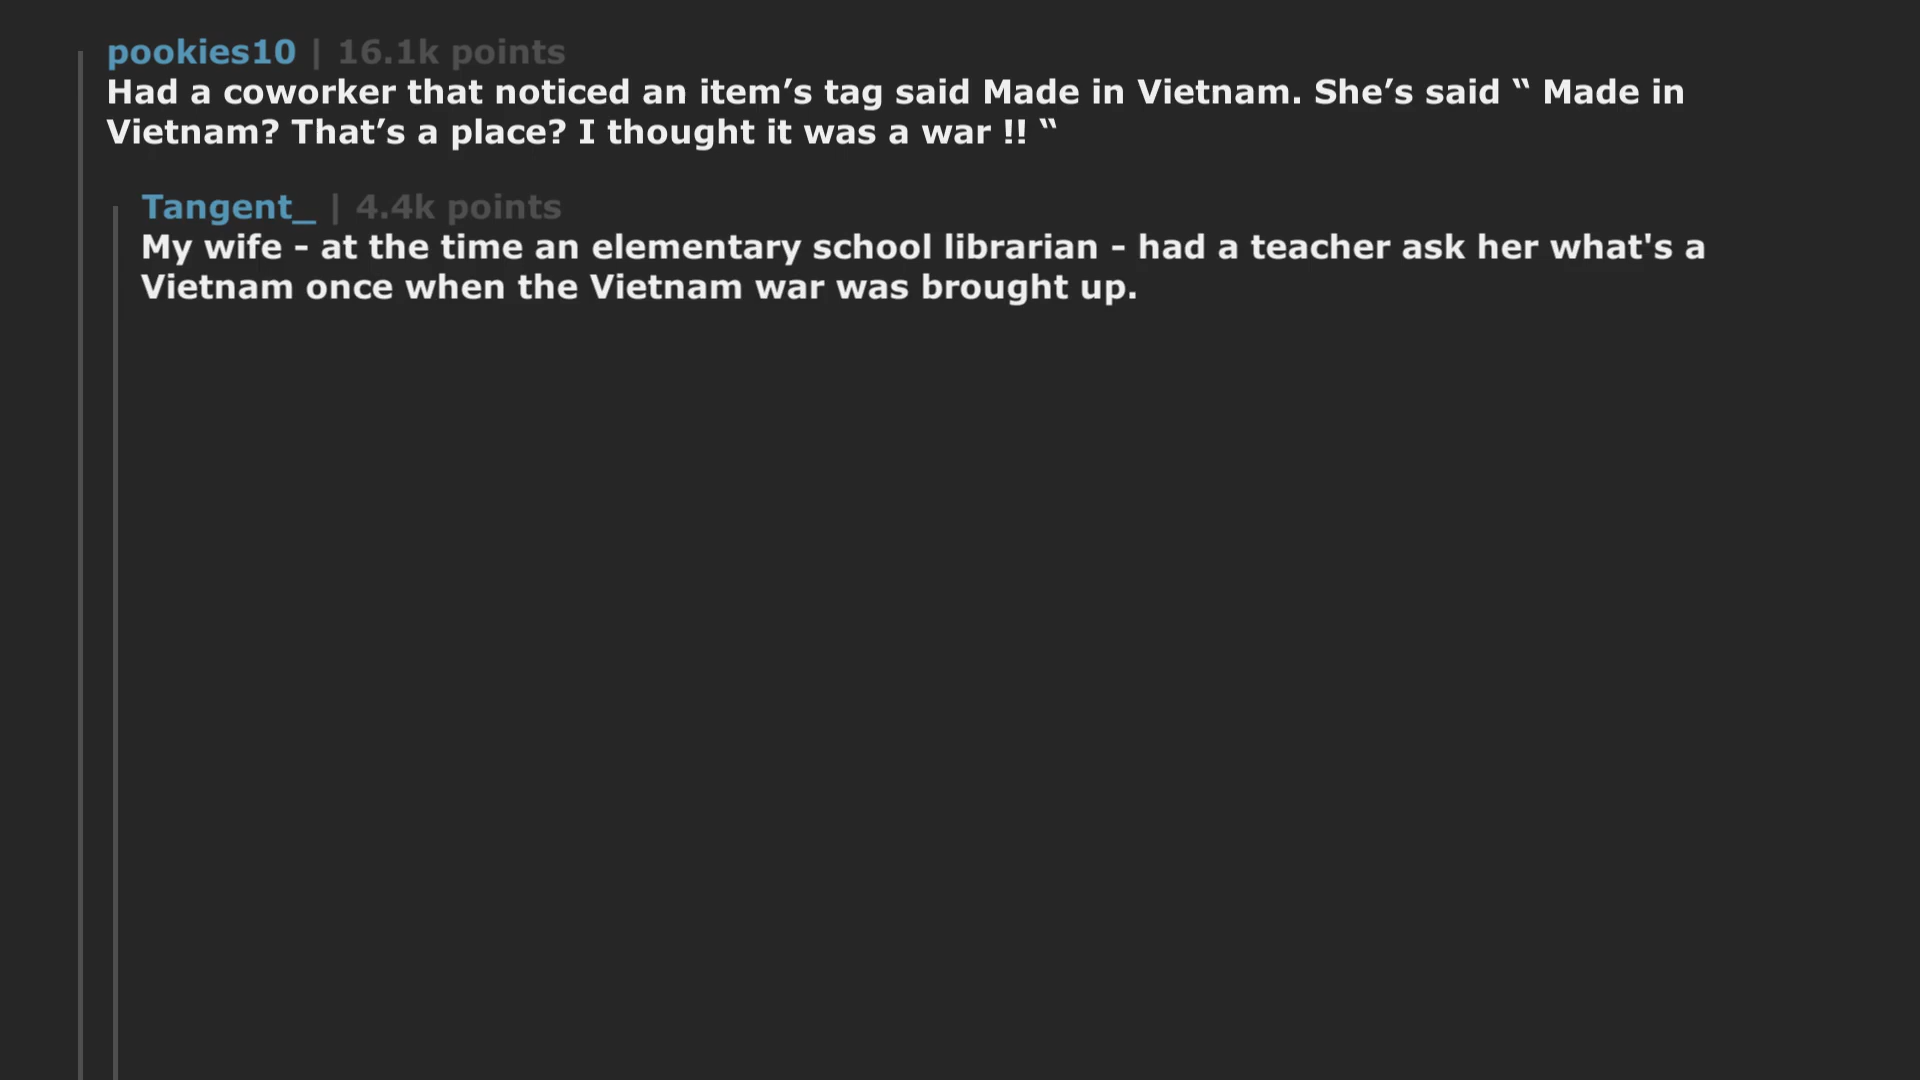 pookies10 | 16.1k points
Had a coworker that noticed an item’s tag said Made in Vietnam. She’s said “ Made in
Vietnam? That’s a place? I thought it was a war !! “
Tangent_ | 4.4k points
My wife - at the time an elementary school librarian - had a teacher ask her what's a
Vietnam once when the Vietnam war was brought up.